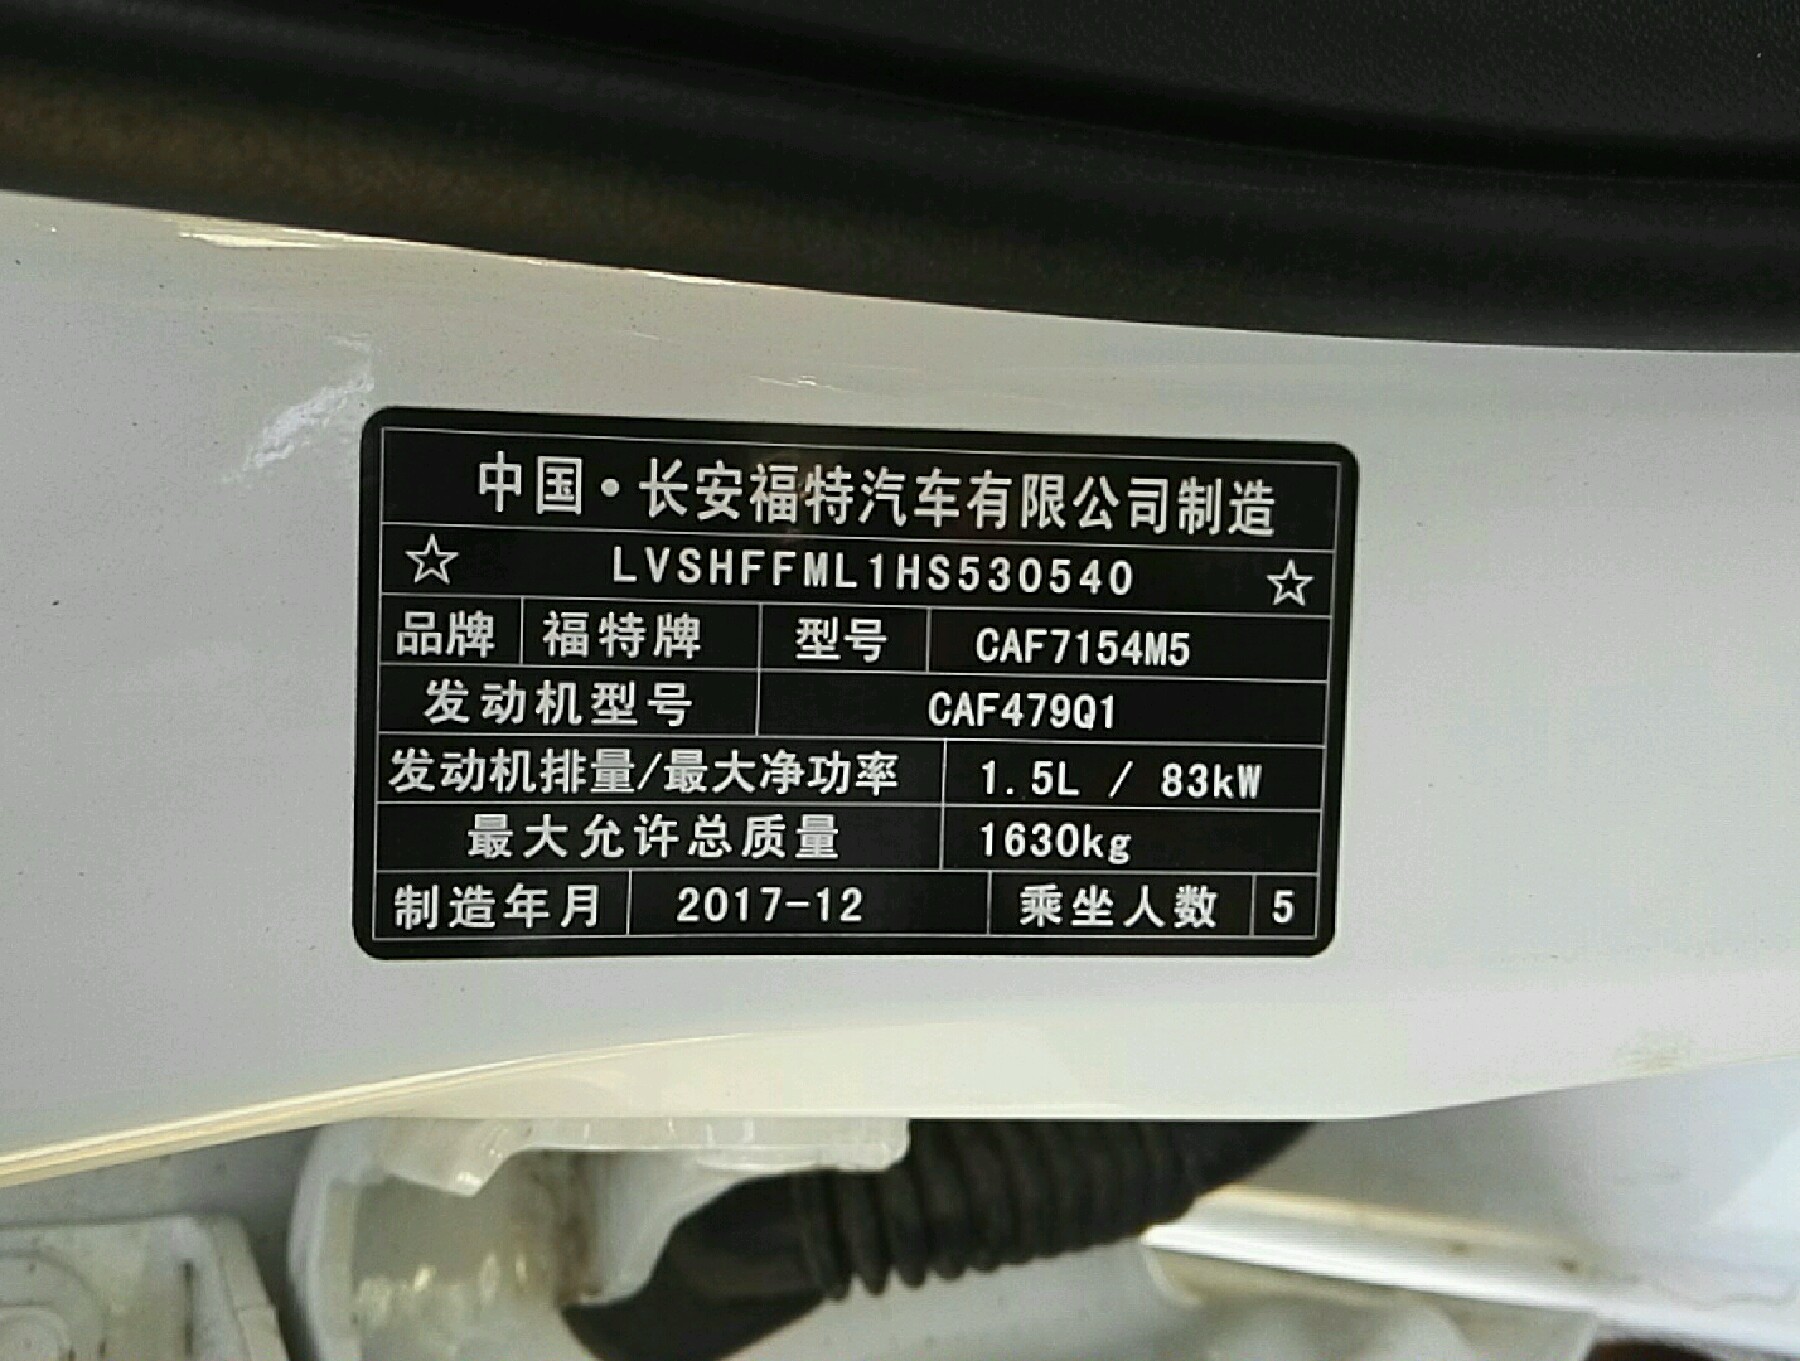 中国·长安福特汽车有限公司制造
☆ LVSHFFML1HS530540 ☆
品牌 福特牌 型号 CAF7154M5
发动机型号 CAF479Q1
发动机排量/最大净功率 1.5L / 83kW
最大允许总质量 1630kg
制造年月 2017-12 乘坐人数 5